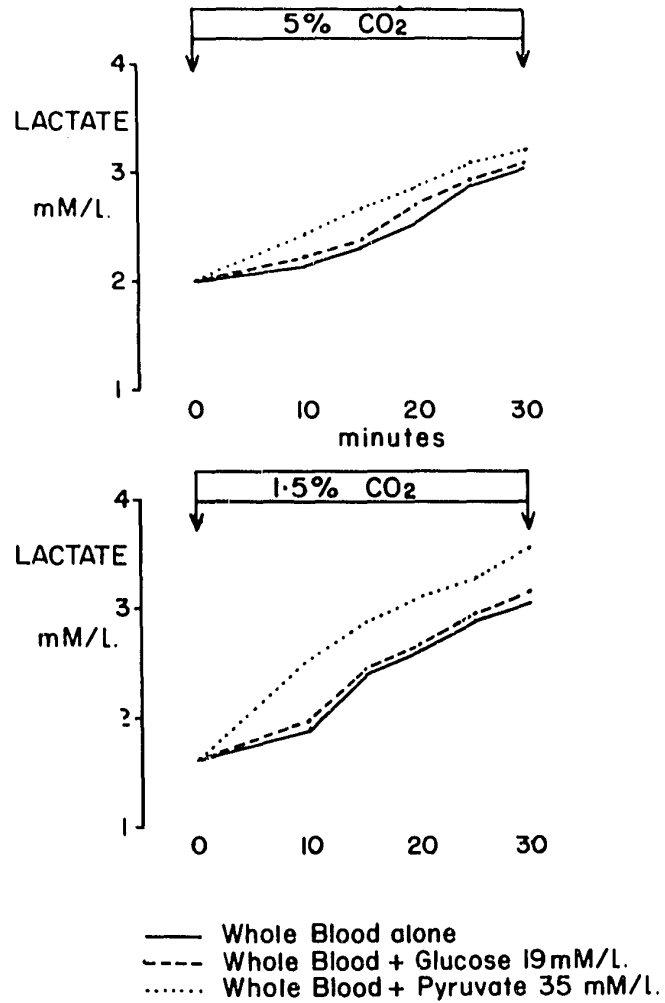 5% CO2
4
LACTATE
3
mM/L.
2
1
0 10 20 30
minutes
1·5% CO2
4
LACTATE
3
mM/L.
2
1
0 10 20 30
Whole Blood alone
Whole Blood + Glucose 19mM/L.
Whole Blood + Pyruvate 35 mM/L.